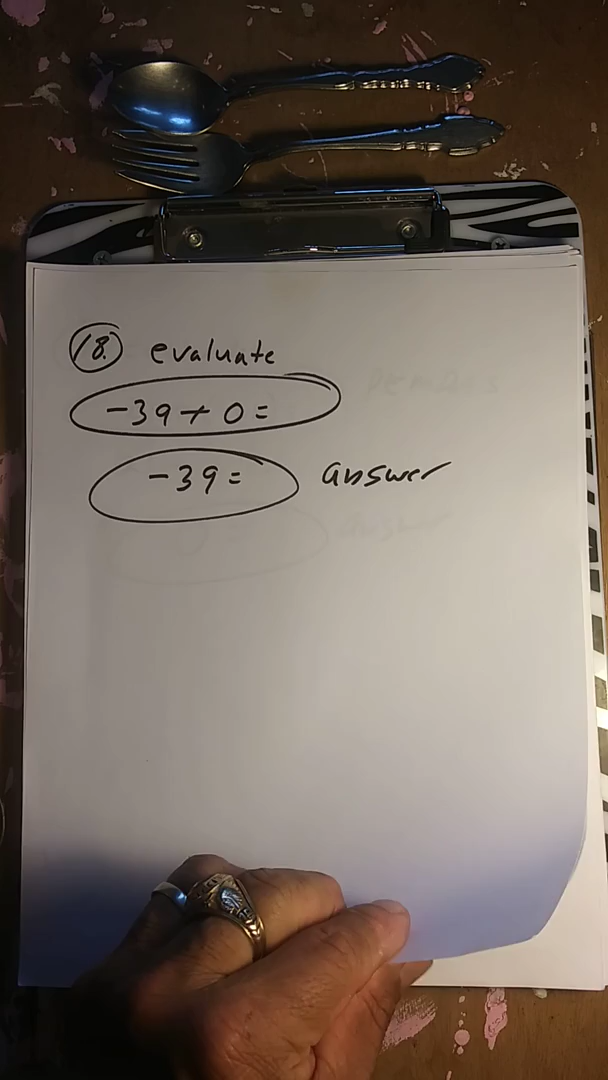 18. evaluate
-39 + 0 =
-39 = answer